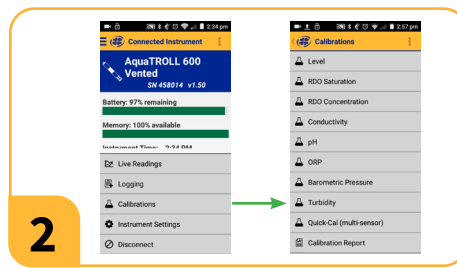 2:34 pm
Connected Instrument
AquaTROLL 600
Vented
SN 458014 v1.50
Battery: 97% remaining
Memory: 100% available
Instrument Time: 2:34 PM
Live Readings
Logging
Calibrations
Instrument Settings
Disconnect
2:57 pm
Calibrations
Level
RDO Saturation
RDO Concentration
Conductivity
pH
ORP
Barometric Pressure
Turbidity
Quick-Cal (multi-sensor)
Calibration Report
2